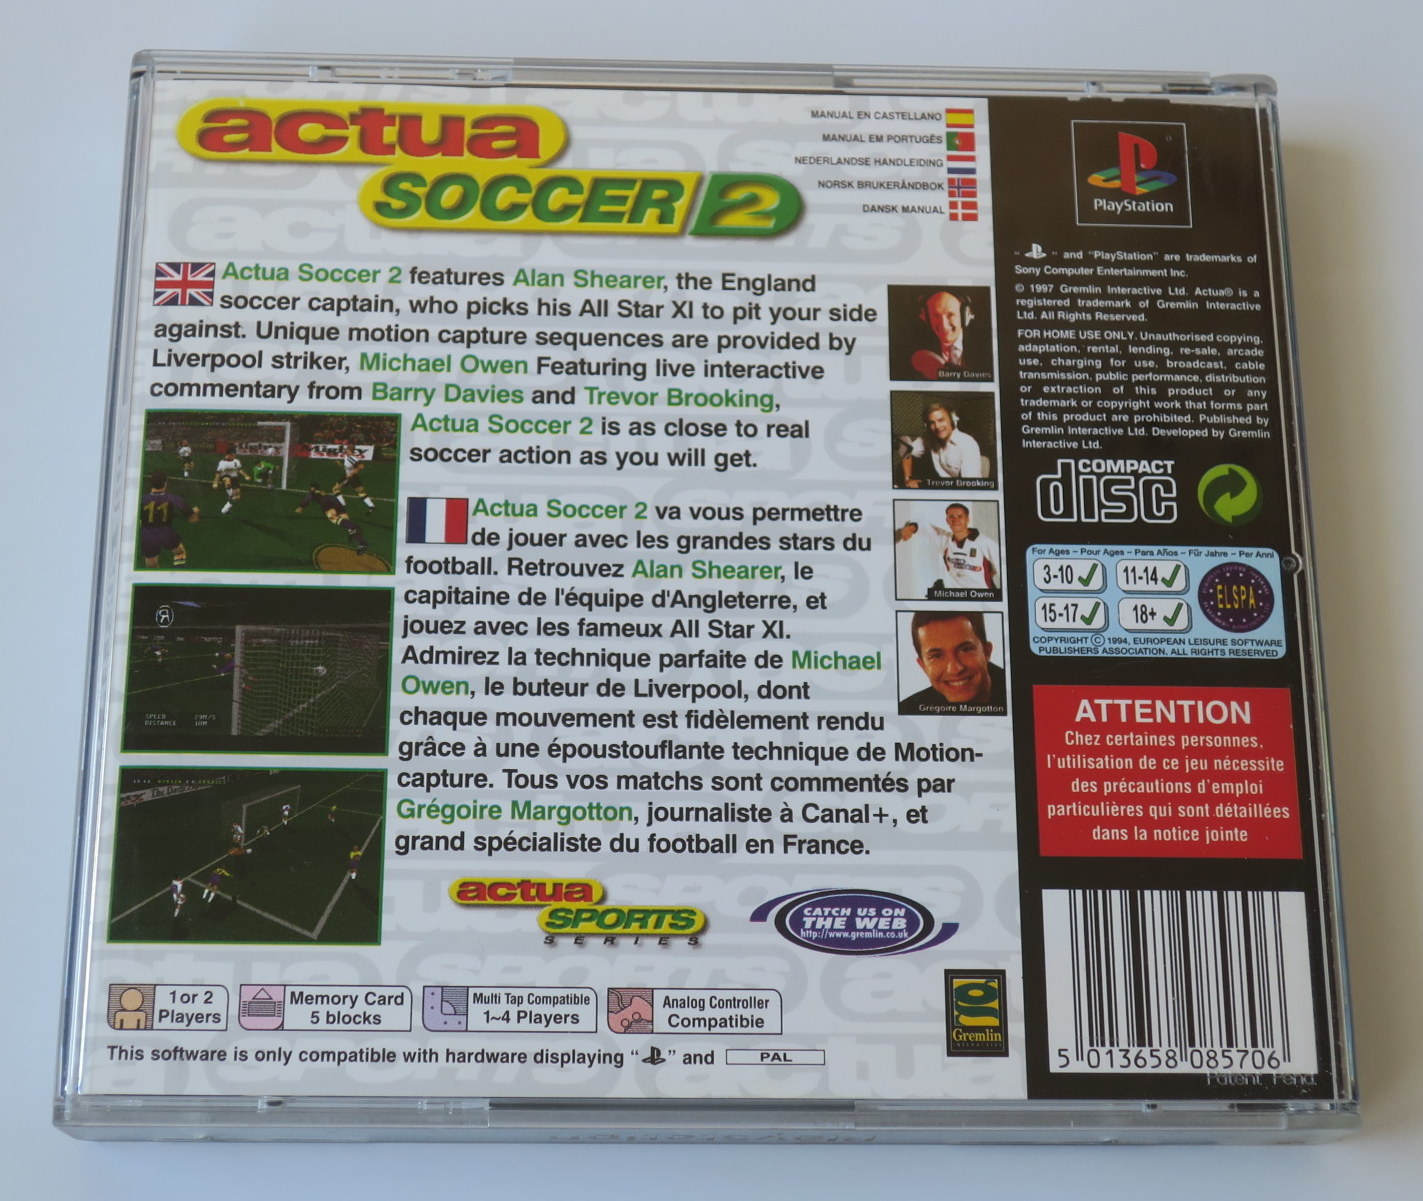 actua
SOCCER 2
MANUAL EN CASTELLANO
MANUAL EM PORTUGÊS
NEDERLANDSE HANDLEIDING
NORSK BRUKERÅNDBOK
DANSK MANUAL
Actua Soccer 2 features Alan Shearer, the England
soccer captain, who picks his All Star XI to pit your side
against. Unique motion capture sequences are provided by
Liverpool striker, Michael Owen Featuring live interactive
commentary from Barry Davies and Trevor Brooking,
Actua Soccer 2 is as close to real
soccer action as you will get.
Actua Soccer 2 va vous permettre
de jouer avec les grandes stars du
football. Retrouvez Alan Shearer, le
capitaine de l'équipe d'Angleterre, et
jouez avec les fameux All Star XI.
Admirez la technique parfaite de Michael
Owen, le buteur de Liverpool, dont
chaque mouvement est fidèlement rendu
grâce à une époustouflante technique de Motion-
capture. Tous vos matchs sont commentés par
Grégoire Margotton, journaliste à Canal+, et
grand spécialiste du football en France.
Barry Davies
Trevor Brooking
Michael Owen
Grégoire Margotton
11
SPEED 29M/S
DISTANCE 10M
actua
SPORTS
SERIES
CATCH US ON
THE WEB
http://www.gremlin.co.uk
1 or 2
Players
Memory Card
5 blocks
Multi Tap Compatible
1~4 Players
Analog Controller
Compatibie
g
Gremlin
INTERACTIVE
This software is only compatible with hardware displaying " " and PAL
PlayStation
" " and "PlayStation" are trademarks of
Sony Computer Entertainment Inc.
© 1997 Gremlin Interactive Ltd. Actua® is a
registered trademark of Gremlin Interactive
Ltd. All Rights Reserved.
FOR HOME USE ONLY. Unauthorised copying,
adaptation, rental, lending, re-sale, arcade
use, charging for use, broadcast, cable
transmission, public performance, distribution
or extraction of this product or any
trademark or copyright work that forms part
of this product are prohibited. Published by
Gremlin Interactive Ltd. Developed by Gremlin
Interactive Ltd.
COMPACT
disc
For Ages – Pour Ages – Para Años – Für Jahre – Per Anni
3-10 ✓ 11-14 ✓
15-17 ✓ 18+ ✓
ELSPA
COPYRIGHT © 1994, EUROPEAN LEISURE SOFTWARE
PUBLISHERS ASSOCIATION. ALL RIGHTS RESERVED
ATTENTION
Chez certaines personnes,
l'utilisation de ce jeu nécessite
des précautions d'emploi
particulières qui sont détaillées
dans la notice jointe
5 013658 085706
Patent Pend.